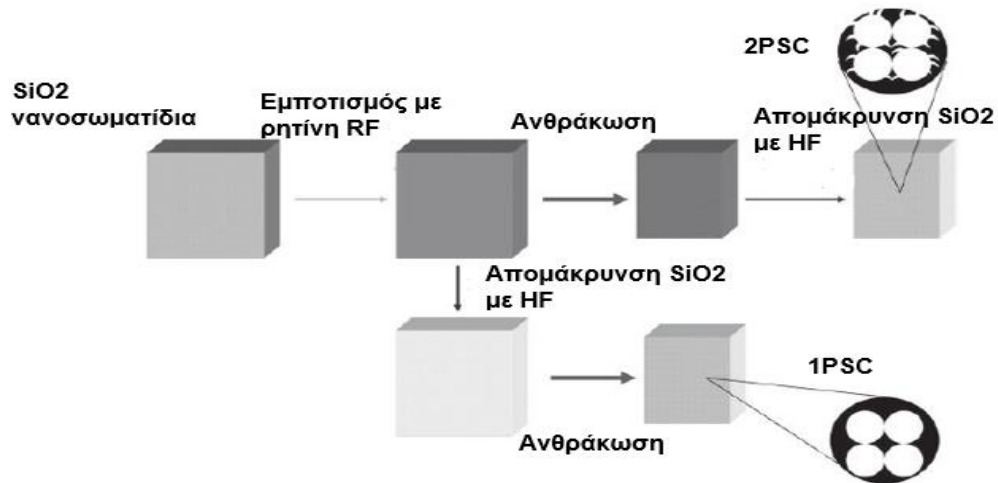 2PSC
SiO2
νανοσωματίδια
Εμποτισμός με
ρητίνη RF
Ανθράκωση
Απομάκρυνση SiO2
με HF
Απομάκρυνση SiO2
με HF
1PSC
Ανθράκωση